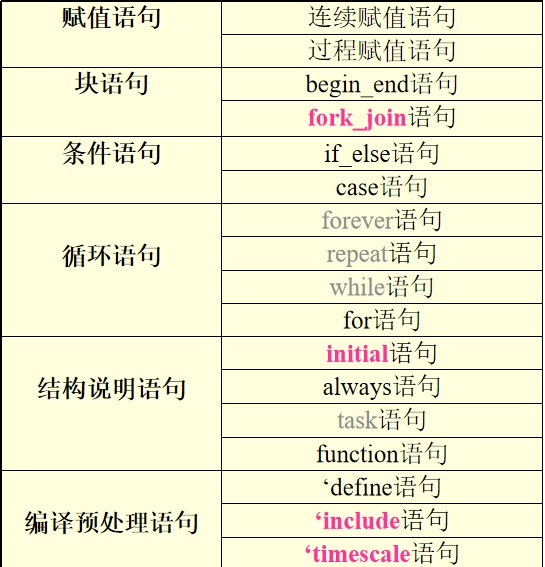 赋值语句
连续赋值语句
过程赋值语句
块语句
begin_end语句
fork_join语句
条件语句
if_else语句
case语句
循环语句
forever语句
repeat语句
while语句
for语句
结构说明语句
initial语句
always语句
task语句
function语句
编译预处理语句
‘define语句
‘include语句
‘timescale语句